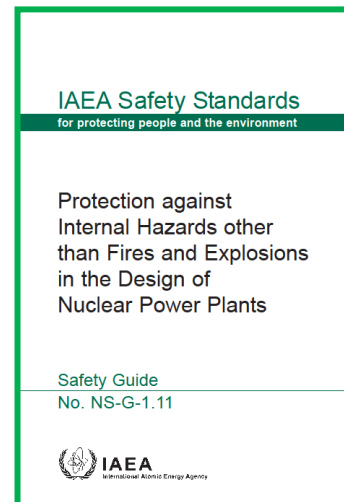 IAEA Safety Standards
for protecting people and the environment
Protection against
Internal Hazards other
than Fires and Explosions
in the Design of
Nuclear Power Plants
Safety Guide
No. NS-G-1.11
IAEA
International Atomic Energy Agency